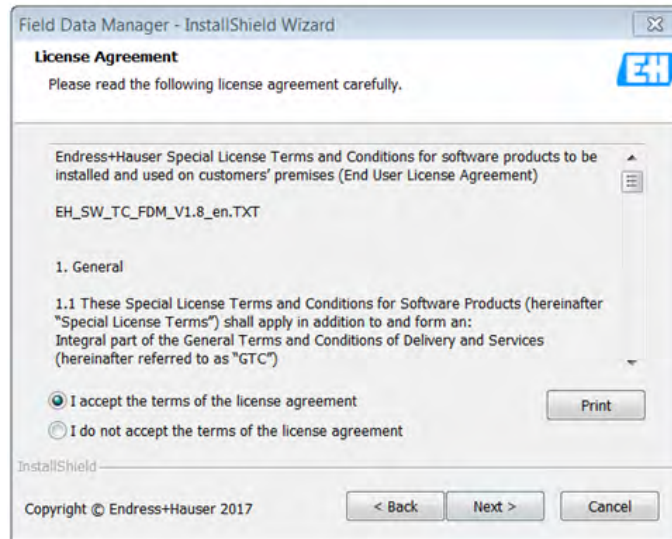 Field Data Manager - InstallShield Wizard
License Agreement
Please read the following license agreement carefully.
EH
Endress+Hauser Special License Terms and Conditions for software products to be
installed and used on customers' premises (End User License Agreement)
EH_SW_TC_FDM_V1.8_en.TXT
1. General
1.1 These Special License Terms and Conditions for Software Products (hereinafter
"Special License Terms") shall apply in addition to and form an:
Integral part of the General Terms and Conditions of Delivery and Services
(hereinafter referred to as "GTC")
I accept the terms of the license agreement
Print
I do not accept the terms of the license agreement
InstallShield
Copyright © Endress+Hauser 2017
< Back
Next >
Cancel